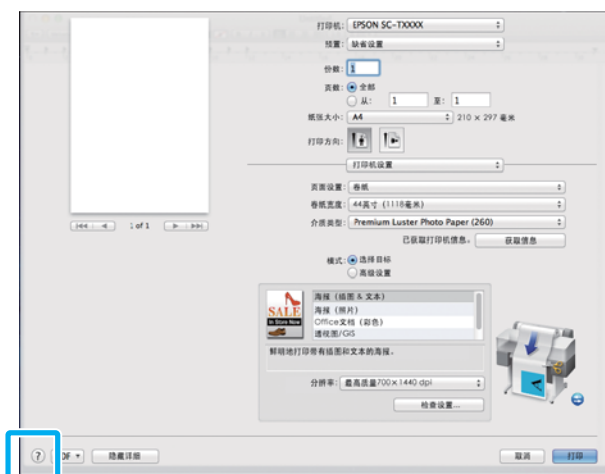 打印机: EPSON SC-TXXXX
预置: 缺省设置
份数: 1
页数: 全部
从: 1 至: 1
纸张大小: A4 210 × 297 毫米
打印方向:
打印机设置
页面设置: 卷纸
卷纸宽度: 44英寸 (1118毫米)
介质类型: Premium Luster Photo Paper (260)
1 of 1
已获取打印机信息。 获取信息
模式: 选择目标
高级设置
SALE
In Store Now
海报 (插图 & 文本)
海报 (照片)
Office文档 (彩色)
透视图/GIS
鲜明地打印带有插图和文本的海报。
分辨率: 最高质量700×1440 dpi
检查设置...
? DF 隐藏详细 取消 打印